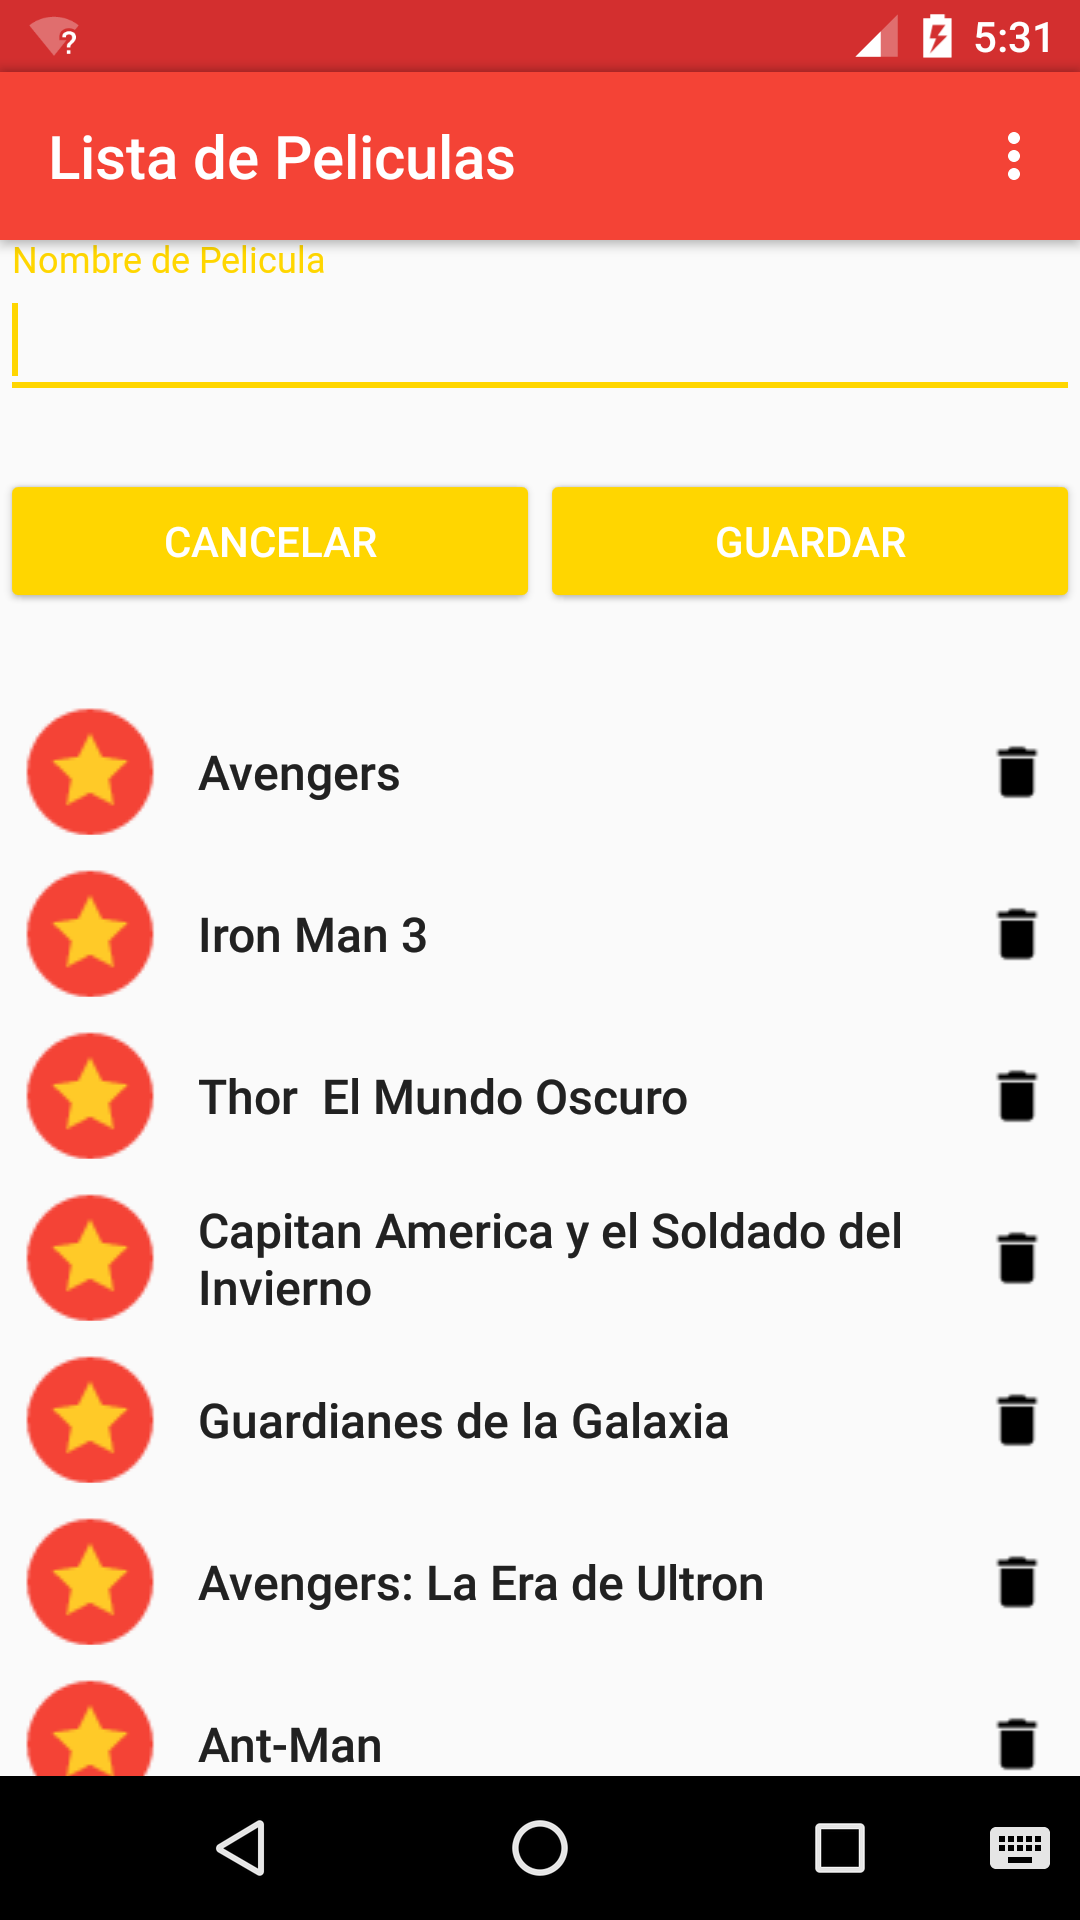 ?
5:31
Lista de Peliculas
Nombre de Pelicula
CANCELAR
GUARDAR
Avengers
Iron Man 3
Thor  El Mundo Oscuro
Capitan America y el Soldado del
Invierno
Guardianes de la Galaxia
Avengers: La Era de Ultron
Ant-Man